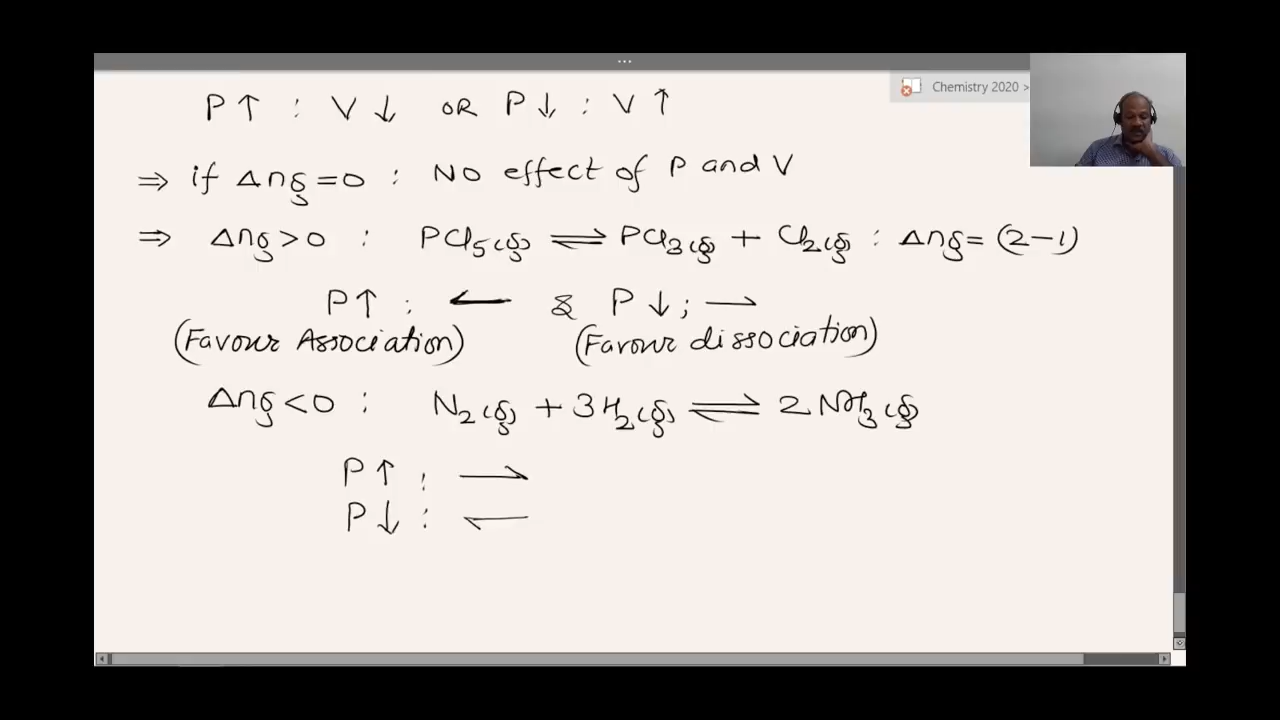 Chemistry 2020 >
P↑ : V↓ OR P↓ : V↑
⇒ if Δng=0 : NO effect of P and V
⇒ Δng>0 : PCl5(g) ⇌ PCl3(g) + Cl2(g) : Δng= (2-1)
P↑ : ← & P↓ ; ⇀
(Favour Association) (Favour dissociation)
Δng<0 : N2(g) + 3H2(g) ⇌ 2NH3(g)
P↑ : ⇀
P↓ : ↽